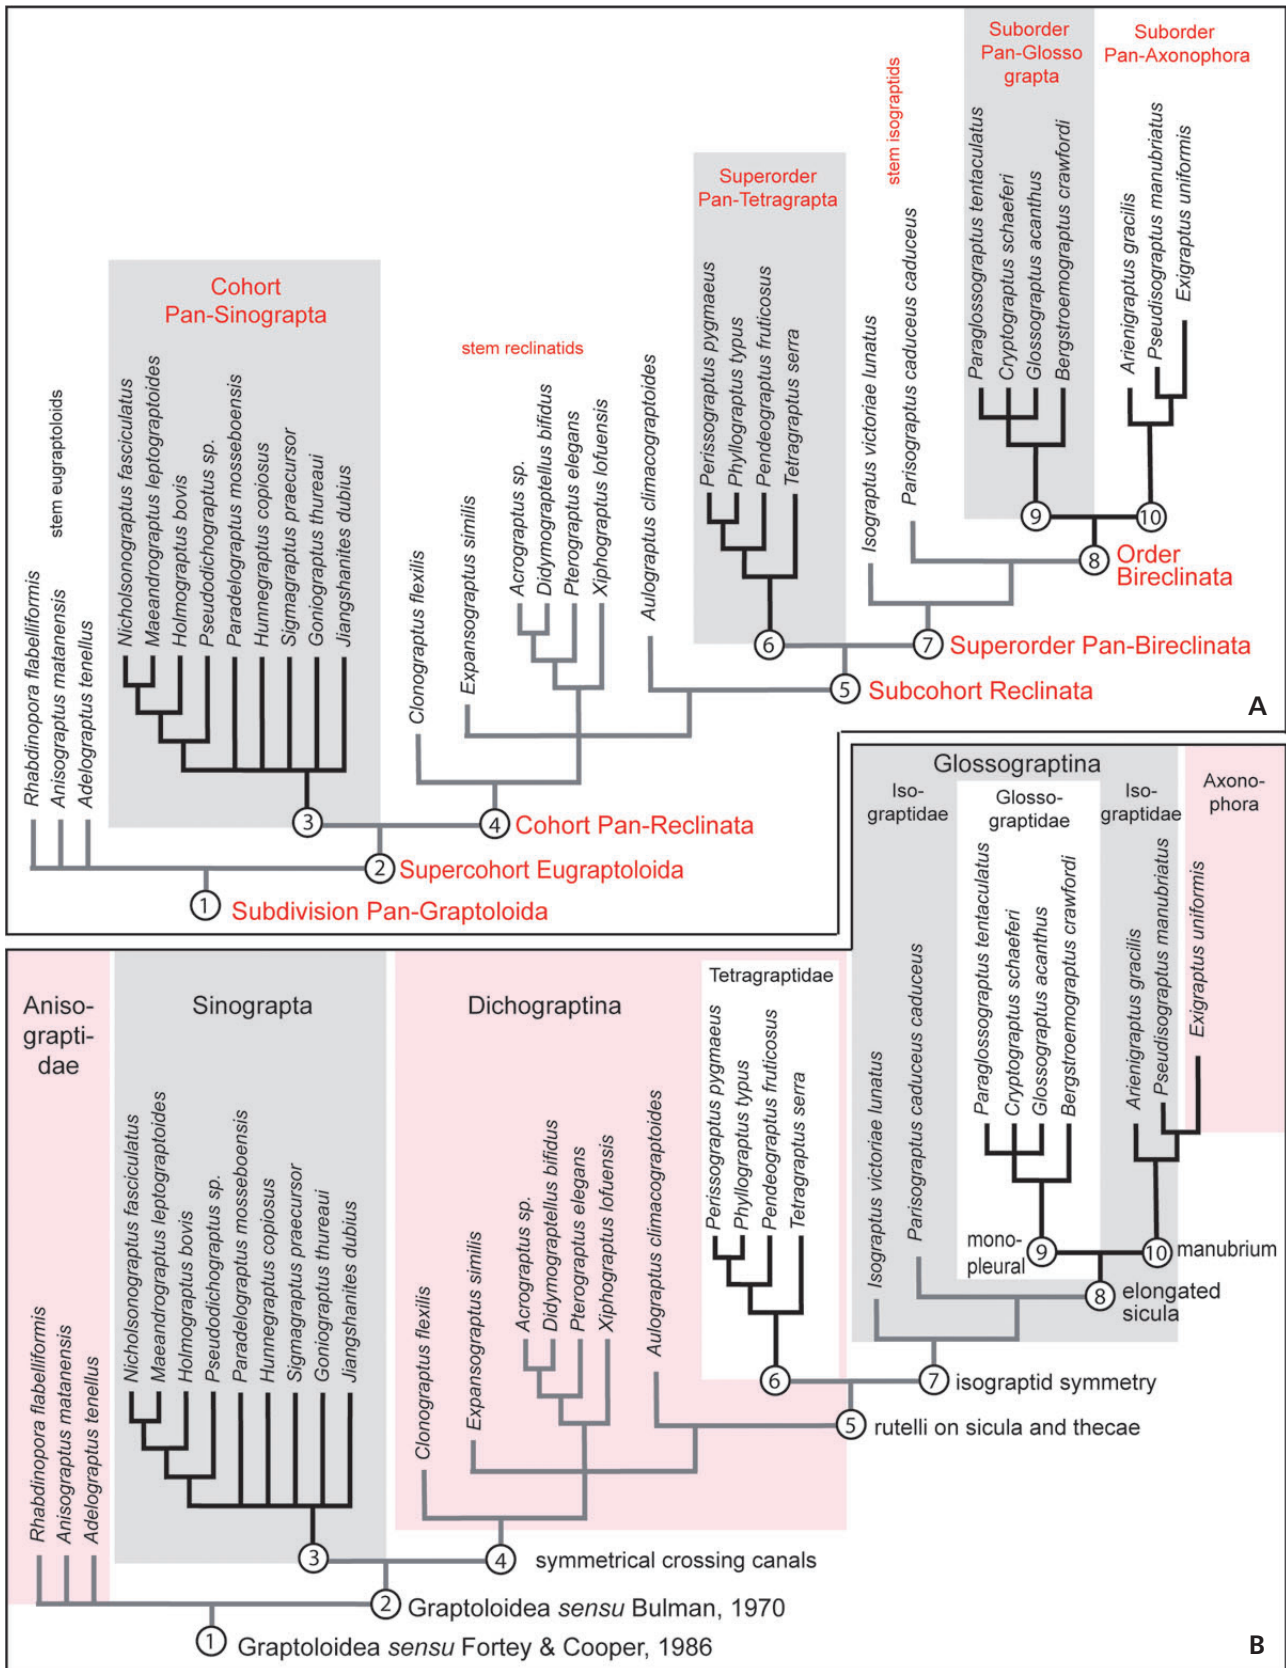 Suborder
Pan-Glosso
grapta
Suborder
Pan-Axonophora
stem isograptids
Superorder
Pan-Tetragrapta
Cohort
Pan-Sinograpta
stem reclinatids
stem eugraptoloids
Rhabdinopora flabelliformis
Anisograptus matanensis
Adelograptus tenellus
Nicholsonograptus fasciculatus
Maeandrograptus leptograptoides
Holmograptus bovis
Pseudodichograptus sp.
Paradelograptus mosseboensis
Hunnegraptus copiosus
Sigmagraptus praecursor
Goniograptus thureaui
Jiangshanites dubius
Clonograptus flexilis
Expansograptus similis
Acrograptus sp.
Didymograptellus bifidus
Pterograptus elegans
Xiphograptus lofuensis
Aulograptus climacograptoides
Perissograptus pygmaeus
Phyllograptus typus
Pendeograptus fruticosus
Tetragraptus serra
Isograptus victoriae lunatus
Parisograptus caduceus caduceus
Paraglossograptus tentaculatus
Cryptograptus schaeferi
Glossograptus acanthus
Bergstroemograptus crawfordi
Arienigraptus gracilis
Pseudisograptus manubriatus
Exigraptus uniformis
9
10
8
Order
Bireclinata
6
7
Superorder Pan-Bireclinata
5
Subcohort Reclinata
A
3
4
Cohort Pan-Reclinata
2
Supercohort Eugraptoloida
1
Subdivision Pan-Graptoloida
Glossograptina
Iso-
graptidae
Glosso-
graptidae
Iso-
graptidae
Axono-
phora
Aniso-
grapti-
dae
Sinograpta
Dichograptina
Tetragraptidae
Rhabdinopora flabelliformis
Anisograptus matanensis
Adelograptus tenellus
Nicholsonograptus fasciculatus
Maeandrograptus leptograptoides
Holmograptus bovis
Pseudodichograptus sp.
Paradelograptus mosseboensis
Hunnegraptus copiosus
Sigmagraptus praecursor
Goniograptus thureaui
Jiangshanites dubius
Clonograptus flexilis
Expansograptus similis
Acrograptus sp.
Didymograptellus bifidus
Pterograptus elegans
Xiphograptus lofuensis
Aulograptus climacograptoides
Perissograptus pygmaeus
Phyllograptus typus
Pendeograptus fruticosus
Tetragraptus serra
Isograptus victoriae lunatus
Parisograptus caduceus caduceus
Paraglossograptus tentaculatus
Cryptograptus schaeferi
Glossograptus acanthus
Bergstroemograptus crawfordi
Arienigraptus gracilis
Pseudisograptus manubriatus
Exigraptus uniformis
mono-
pleural
9
10
manubrium
8
elongated
sicula
6
7
isograptid symmetry
5
rutelli on sicula and thecae
3
4
symmetrical crossing canals
2
Graptoloidea sensu Bulman, 1970
1
Graptoloidea sensu Fortey & Cooper, 1986
B